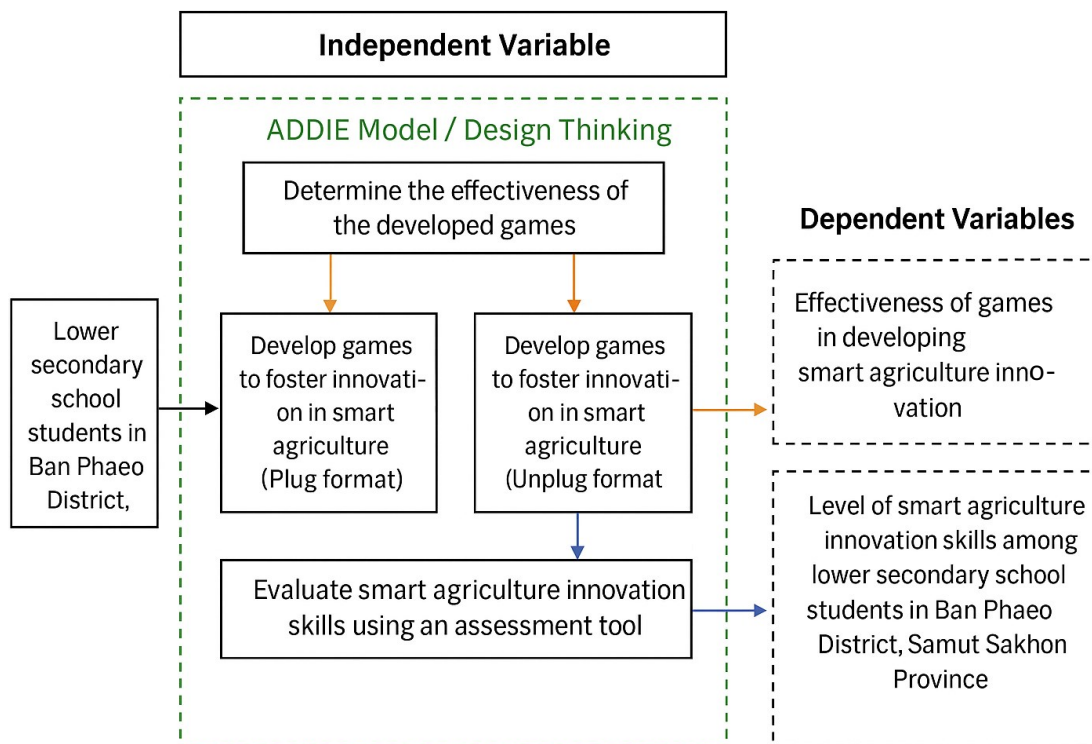 Independent Variable
ADDIE Model / Design Thinking
Determine the effectiveness of
the developed games
Lower
secondary
school
students in
Ban Phaeo
District,
Develop games
to foster innovati-
on in smart
agriculture
(Plug format)
Develop games
to foster innovati-
on in smart
agriculture
(Unplug format
Evaluate smart agriculture innovation
skills using an assessment tool
Dependent Variables
Effectiveness of games
in developing
smart agriculture inno-
vation
Level of smart agriculture
innovation skills among
lower secondary school
students in Ban Phaeo
District, Samut Sakhon
Province